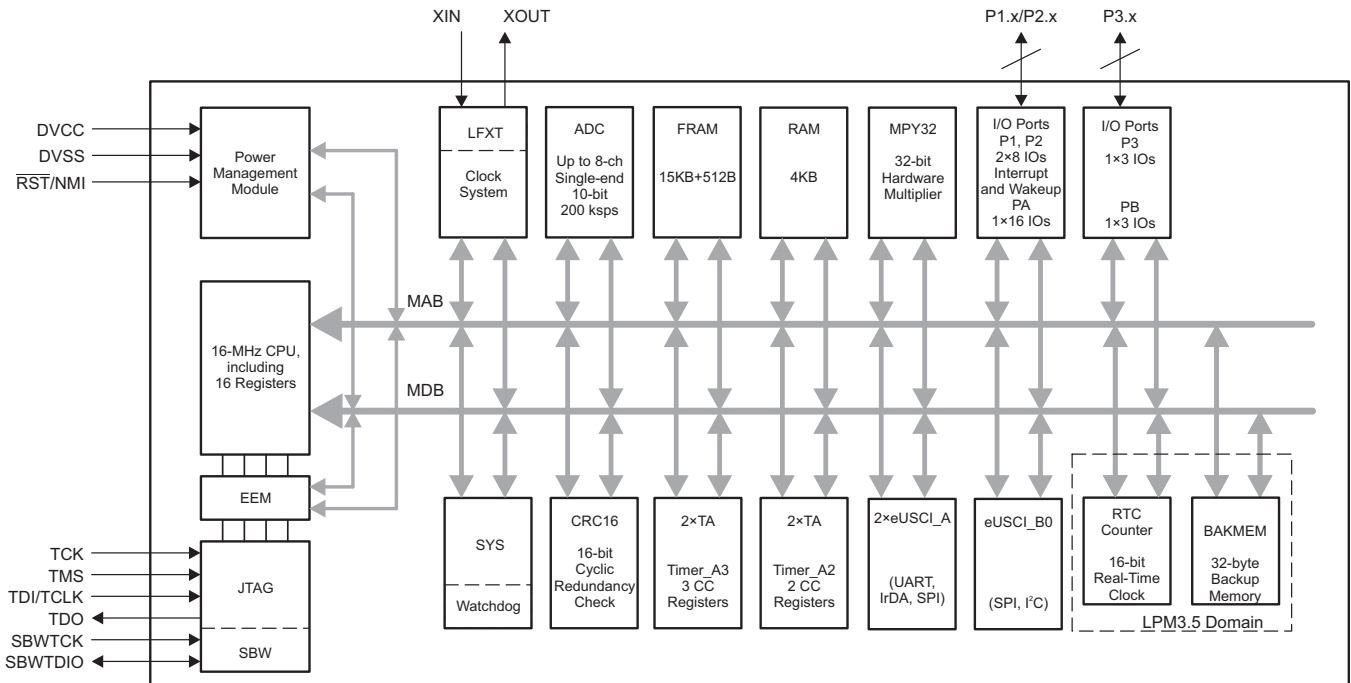 XIN
XOUT
P1.x/P2.x
P3.x
DVCC
DVSS
RST/NMI
Power
Management
Module
LFXT
Clock
System
ADC
Up to 8-ch
Single-end
10-bit
200 ksps
FRAM
15KB+512B
RAM
4KB
MPY32
32-bit
Hardware
Multiplier
I/O Ports
P1, P2
2×8 IOs
Interrupt
and Wakeup
PA
1×16 IOs
I/O Ports
P3
1×3 IOs
PB
1×3 IOs
MAB
16-MHz CPU,
including
16 Registers
MDB
EEM
TCK
TMS
TDI/TCLK
TDO
SBWTCK
SBWTDIO
JTAG
SBW
SYS
Watchdog
CRC16
16-bit
Cyclic
Redundancy
Check
2×TA
Timer_A3
3 CC
Registers
2×TA
Timer_A2
2 CC
Registers
2×eUSCI_A
(UART,
IrDA, SPI)
eUSCI_B0
(SPI, I²C)
RTC
Counter
16-bit
Real-Time
Clock
BAKMEM
32-byte
Backup
Memory
LPM3.5 Domain